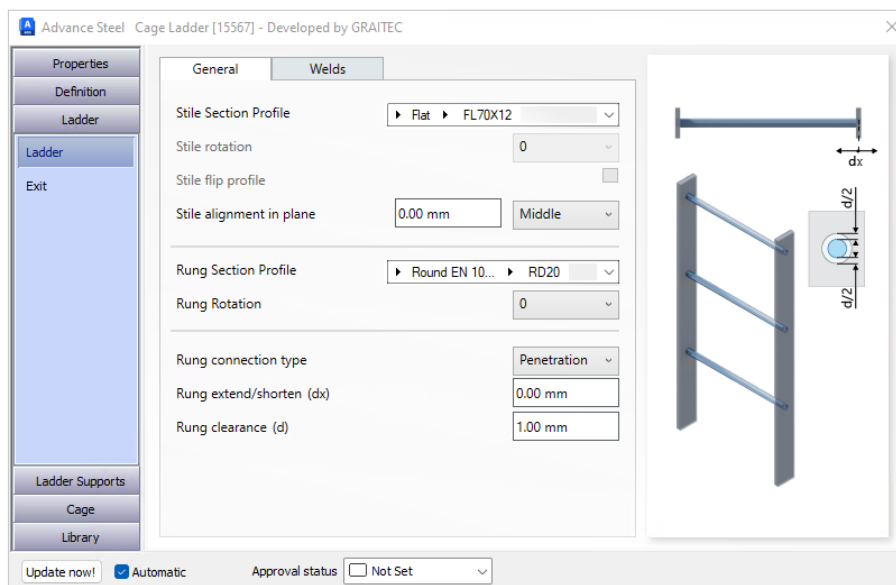 Advance Steel Cage Ladder [15567] - Developed by GRAITEC
Properties
Definition
Ladder
Ladder
Exit
Ladder Supports
Cage
Library
General Welds
Stile Section Profile Flat FL70X12
Stile rotation 0
Stile flip profile
Stile alignment in plane 0.00 mm Middle
Rung Section Profile Round EN 10... RD20
Rung Rotation 0
Rung connection type Penetration
Rung extend/shorten (dx) 0.00 mm
Rung clearance (d) 1.00 mm
dx
d/2
d/2
Update now! Automatic Approval status Not Set